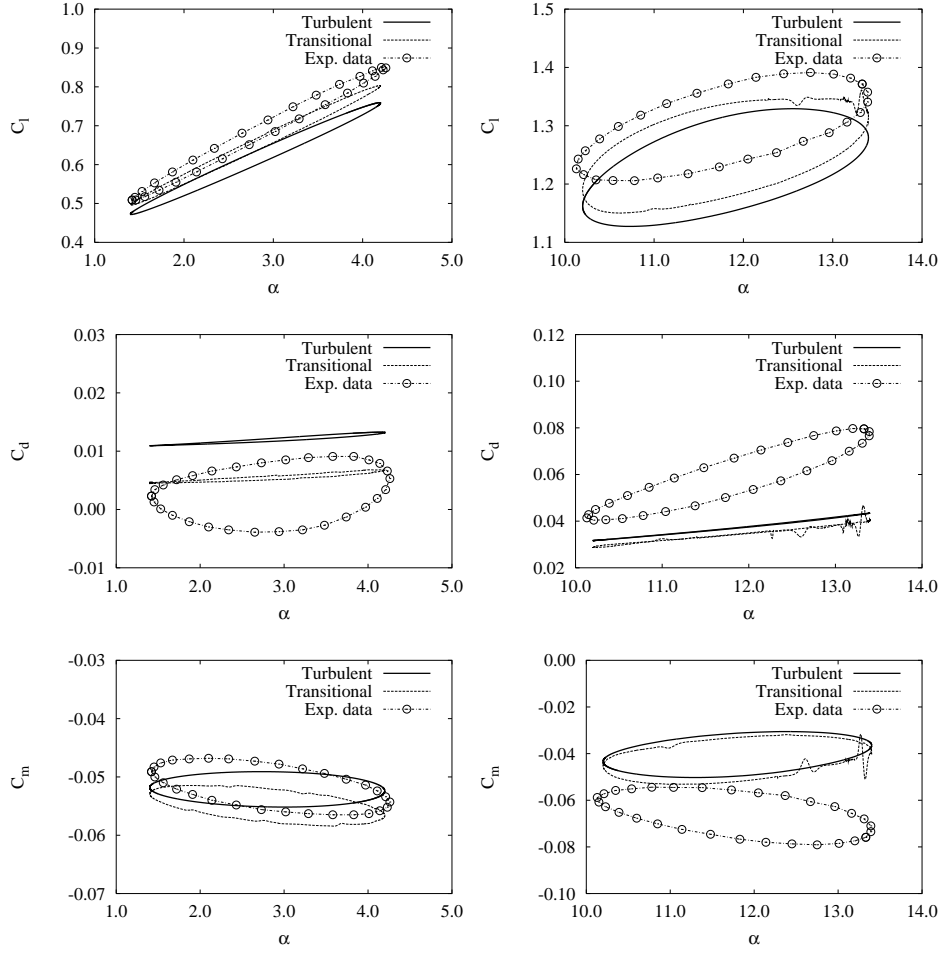 1.0
0.9
0.8
0.7
0.6
0.5
0.4
C_l
Turbulent
Transitional
Exp. data
1.0 2.0 3.0 4.0 5.0
α
1.5
1.4
1.3
1.2
1.1
C_l
Turbulent
Transitional
Exp. data
10.0 11.0 12.0 13.0 14.0
α
0.03
0.02
0.01
0.00
-0.01
C_d
Turbulent
Transitional
Exp. data
1.0 2.0 3.0 4.0 5.0
α
0.12
0.10
0.08
0.06
0.04
0.02
C_d
Turbulent
Transitional
Exp. data
10.0 11.0 12.0 13.0 14.0
α
-0.03
-0.04
-0.05
-0.06
-0.07
C_m
Turbulent
Transitional
Exp. data
1.0 2.0 3.0 4.0 5.0
α
0.00
-0.02
-0.04
-0.06
-0.08
-0.10
C_m
Turbulent
Transitional
Exp. data
10.0 11.0 12.0 13.0 14.0
α